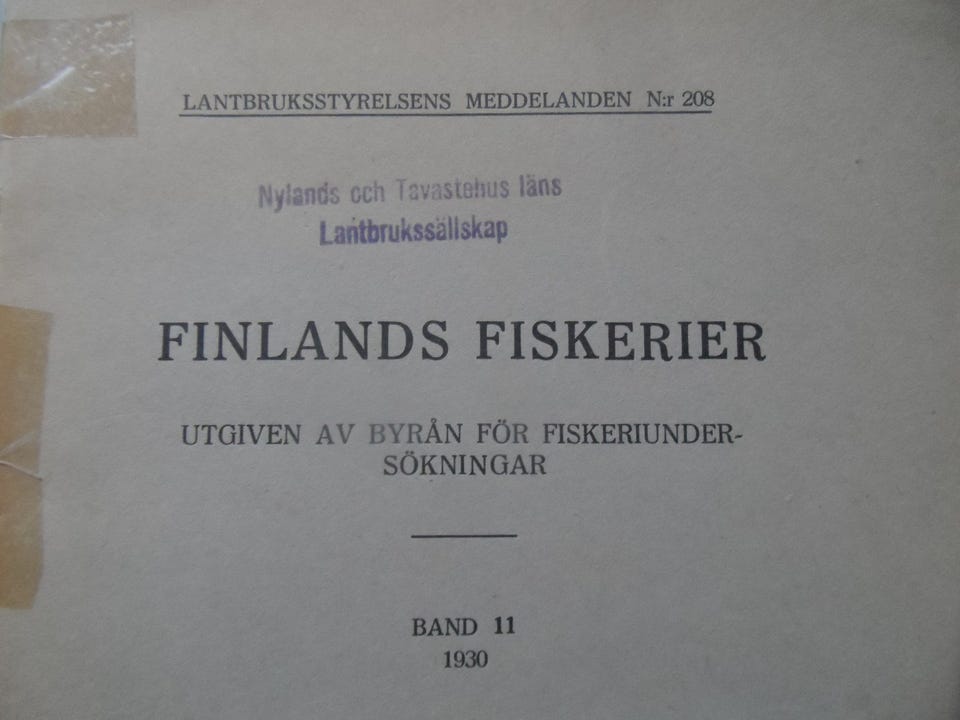 LANTBRUKSSTYRELSENS MEDDELANDEN N:r 208
Nylands och Tavastehus läns
Lantbrukssällskap
FINLANDS FISKERIER
UTGIVEN AV BYRÅN FÖR FISKERIUNDER-
SÖKNINGAR
BAND 11
1930